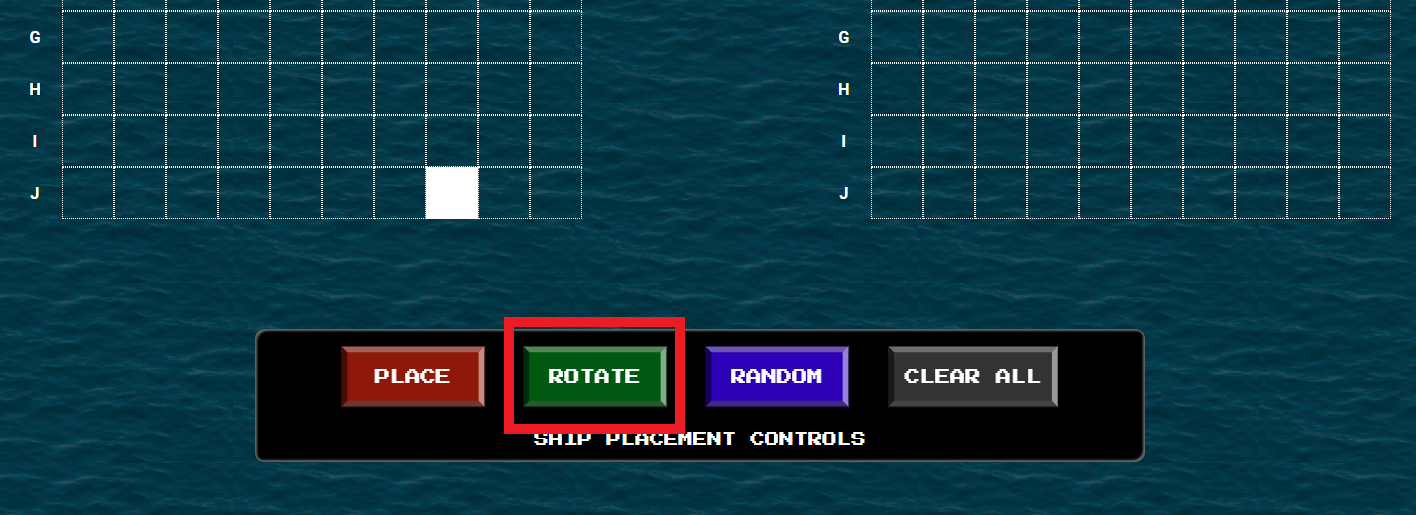 G G
H H
I I
J J
PLACE ROTATE RANDOM CLEAR ALL
SHIP PLACEMENT CONTROLS